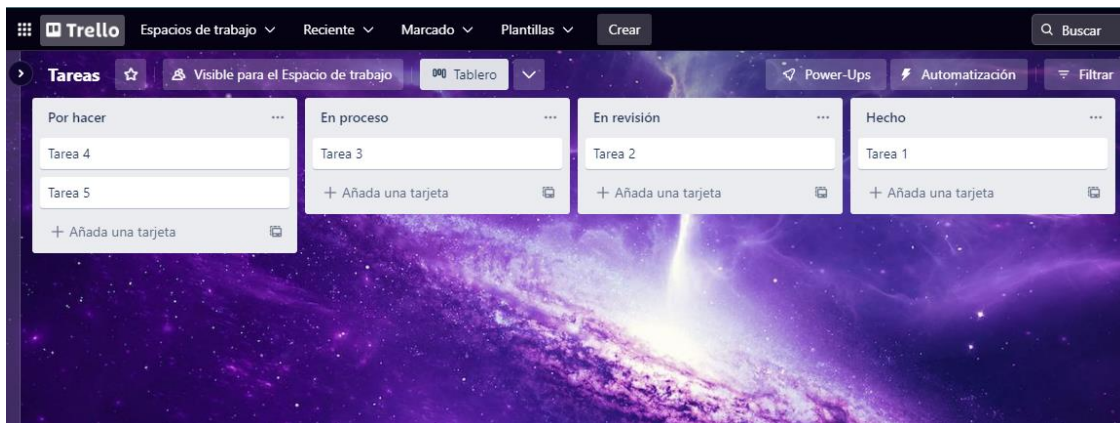 Trello Espacios de trabajo Reciente Marcado Plantillas Crear Buscar
Tareas Visible para el Espacio de trabajo Tablero Power-Ups Automatización Filtrar
Por hacer
Tarea 4
Tarea 5
+ Añada una tarjeta
En proceso
Tarea 3
+ Añada una tarjeta
En revisión
Tarea 2
+ Añada una tarjeta
Hecho
Tarea 1
+ Añada una tarjeta